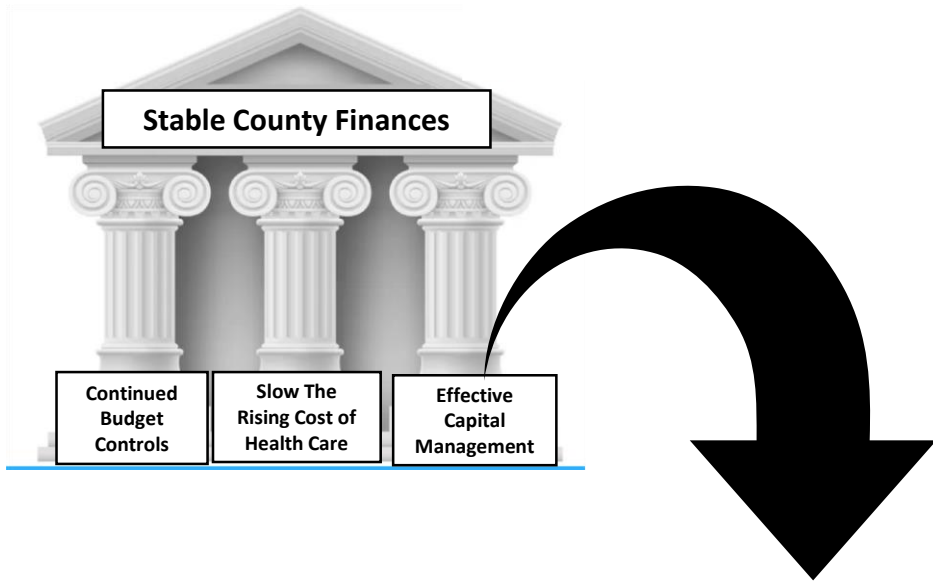 Stable County Finances
Continued
Budget
Controls
Slow The
Rising Cost of
Health Care
Effective
Capital
Management